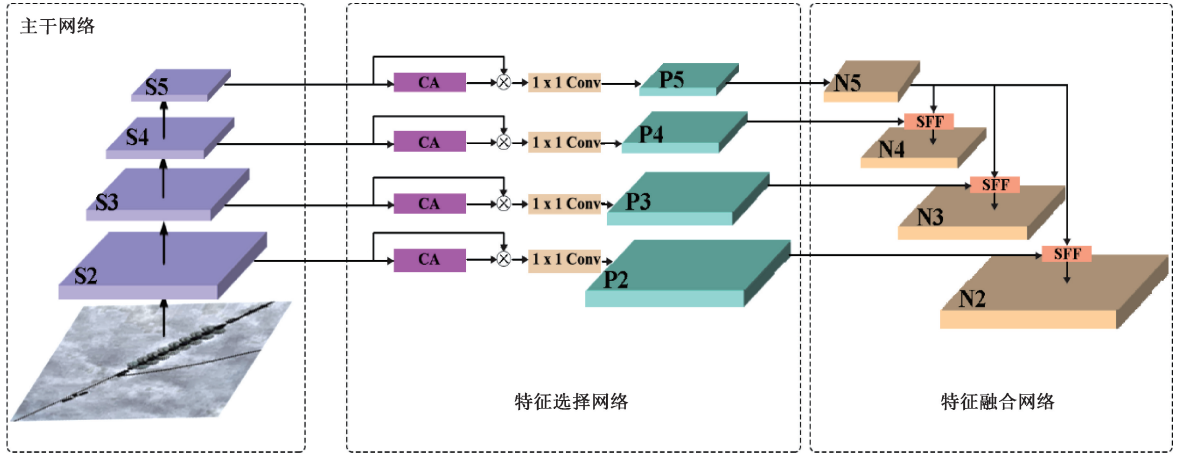 主干网络
S5
CA
1 x 1 Conv
P5
N5
S4
CA
1 x 1 Conv
P4
SFF
N4
S3
CA
1 x 1 Conv
P3
SFF
N3
S2
CA
1 x 1 Conv
P2
SFF
N2
特征选择网络
特征融合网络